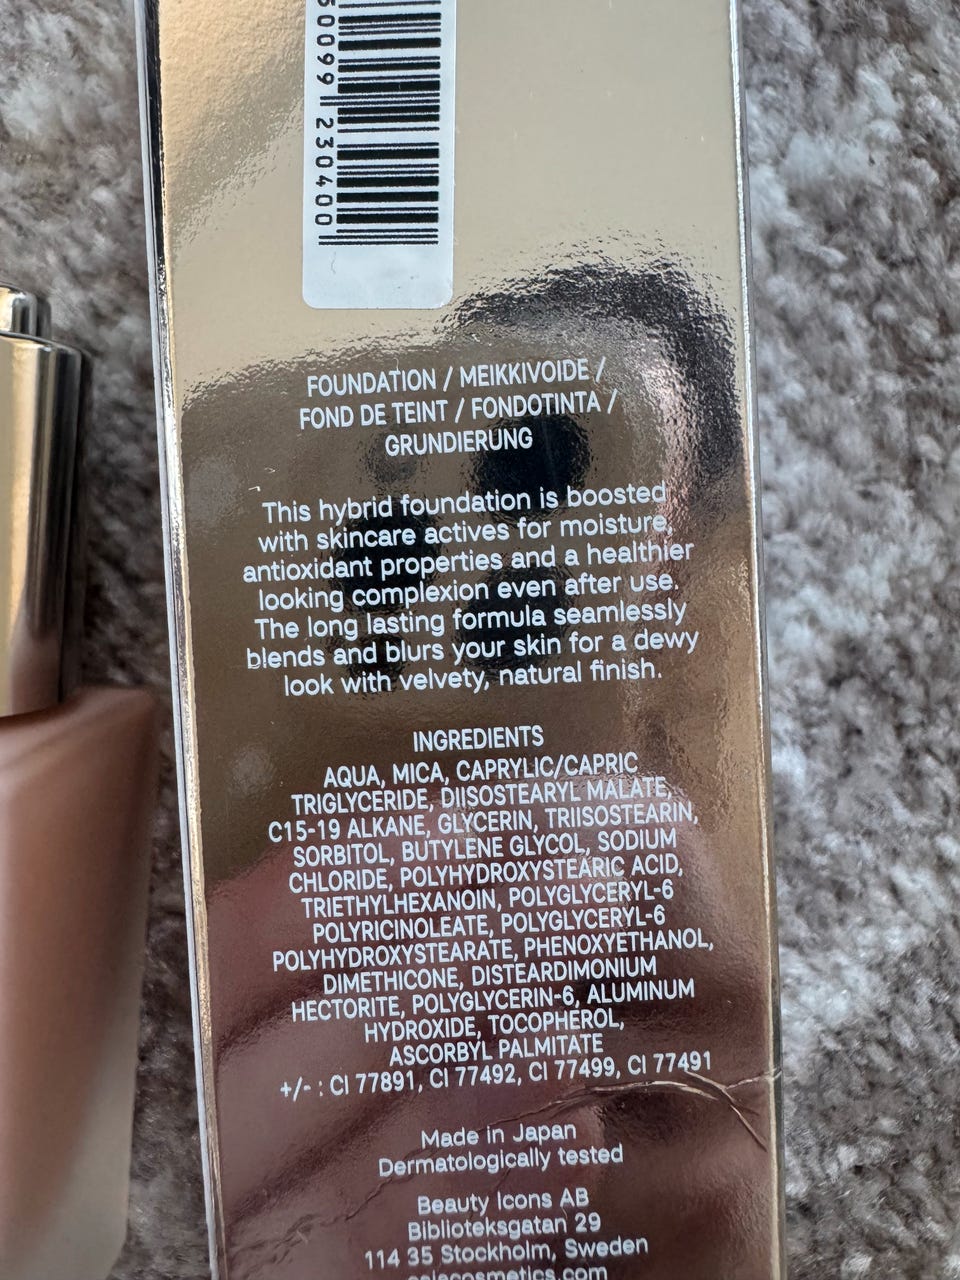 50099 230400
FOUNDATION / MEIKKIVOIDE /
FOND DE TEINT / FONDOTINTA /
GRUNDIERUNG
This hybrid foundation is boosted
with skincare actives for moisture,
antioxidant properties and a healthier
looking complexion even after use.
The long lasting formula seamlessly
blends and blurs your skin for a dewy
look with velvety, natural finish.
INGREDIENTS
AQUA, MICA, CAPRYLIC/CAPRIC
TRIGLYCERIDE, DIISOSTEARYL MALATE,
C15-19 ALKANE, GLYCERIN, TRIISOSTEARIN,
SORBITOL, BUTYLENE GLYCOL, SODIUM
CHLORIDE, POLYHYDROXYSTEARIC ACID,
TRIETHYLHEXANOIN, POLYGLYCERYL-6
POLYRICINOLEATE, POLYGLYCERYL-6
POLYHYDROXYSTEARATE, PHENOXYETHANOL,
DIMETHICONE, DISTEARDIMONIUM
HECTORITE, POLYGLYCERIN-6, ALUMINUM
HYDROXIDE, TOCOPHEROL,
ASCORBYL PALMITATE
+/- : CI 77891, CI 77492, CI 77499, CI 77491
Made in Japan
Dermatologically tested
Beauty Icons AB
Biblioteksgatan 29
114 35 Stockholm, Sweden